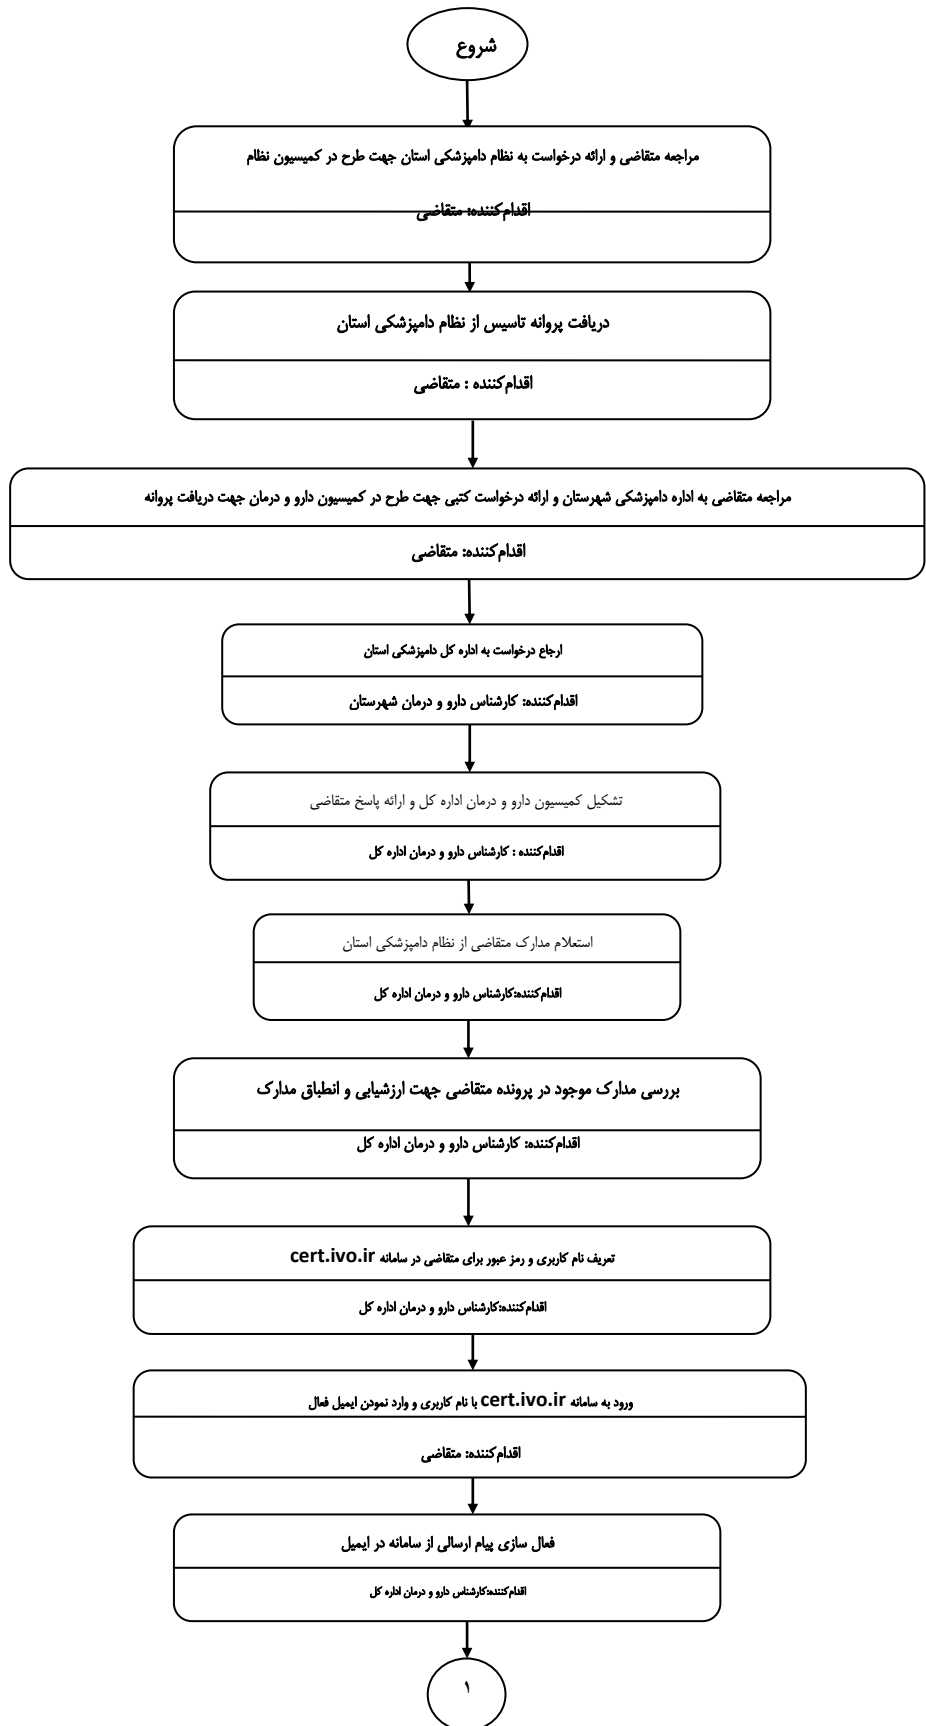 شروع
مراجعه متقاضی و ارائه درخواست به نظام دامپزشکی استان جهت طرح در کمیسیون نظام
اقدام‌کننده: متقاضی
دریافت پروانه تاسیس از نظام دامپزشکی استان
اقدام‌کننده : متقاضی
مراجعه متقاضی به اداره دامپزشکی شهرستان و ارائه درخواست کتبی جهت طرح در کمیسیون دارو و درمان جهت دریافت پروانه
اقدام‌کننده: متقاضی
ارجاع درخواست به اداره کل دامپزشکی استان
اقدام‌کننده: کارشناس دارو و درمان شهرستان
تشکیل کمیسیون دارو و درمان اداره کل و ارائه پاسخ متقاضی
اقدام‌کننده : کارشناس دارو و درمان اداره کل
استعلام مدارک متقاضی از نظام دامپزشکی استان
اقدام‌کننده:کارشناس دارو و درمان اداره کل
بررسی مدارک موجود در پرونده متقاضی جهت ارزشیابی و انطباق مدارک
اقدام‌کننده: کارشناس دارو و درمان اداره کل
تعریف نام کاربری و رمز عبور برای متقاضی در سامانه cert.ivo.ir
اقدام‌کننده:کارشناس دارو و درمان اداره کل
ورود به سامانه cert.ivo.ir با نام کاربری و وارد نمودن ایمیل فعال
اقدام‌کننده: متقاضی
فعال سازی پیام ارسالی از سامانه در ایمیل
اقدام‌کننده:کارشناس دارو و درمان اداره کل
۱